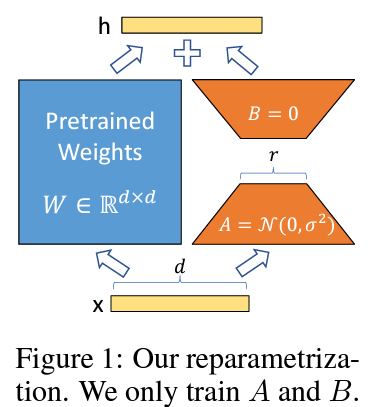 h
Pretrained
Weights
W ∈ ℝ^{d×d}
B = 0
r
A = 𝒩(0, σ²)
d
x
Figure 1: Our reparametriza-
tion. We only train A and B.